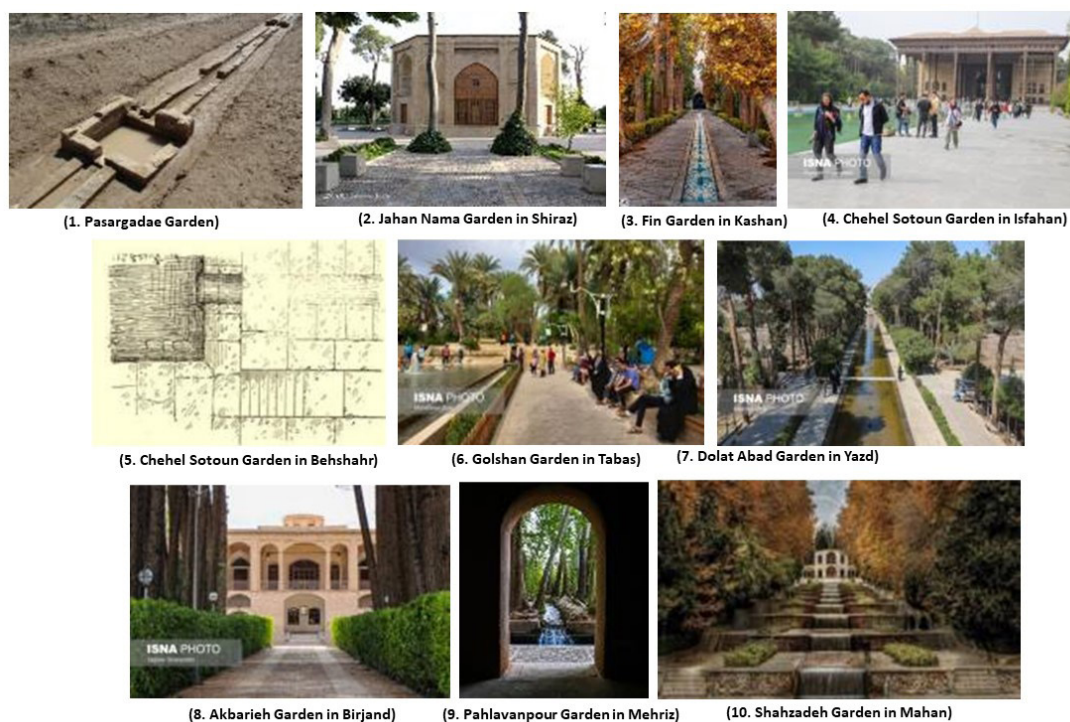 (1. Pasargadae Garden)
(2. Jahan Nama Garden in Shiraz)
(3. Fin Garden in Kashan)
ISNA PHOTO
(4. Chehel Sotoun Garden in Isfahan)
(5. Chehel Sotoun Garden in Behshahr)
ISNA PHOTO
(6. Golshan Garden in Tabas)
ISNA PHOTO
(7. Dolat Abad Garden in Yazd)
ISNA PHOTO
(8. Akbarieh Garden in Birjand)
(9. Pahlavanpour Garden in Mehriz)
(10. Shahzadeh Garden in Mahan)